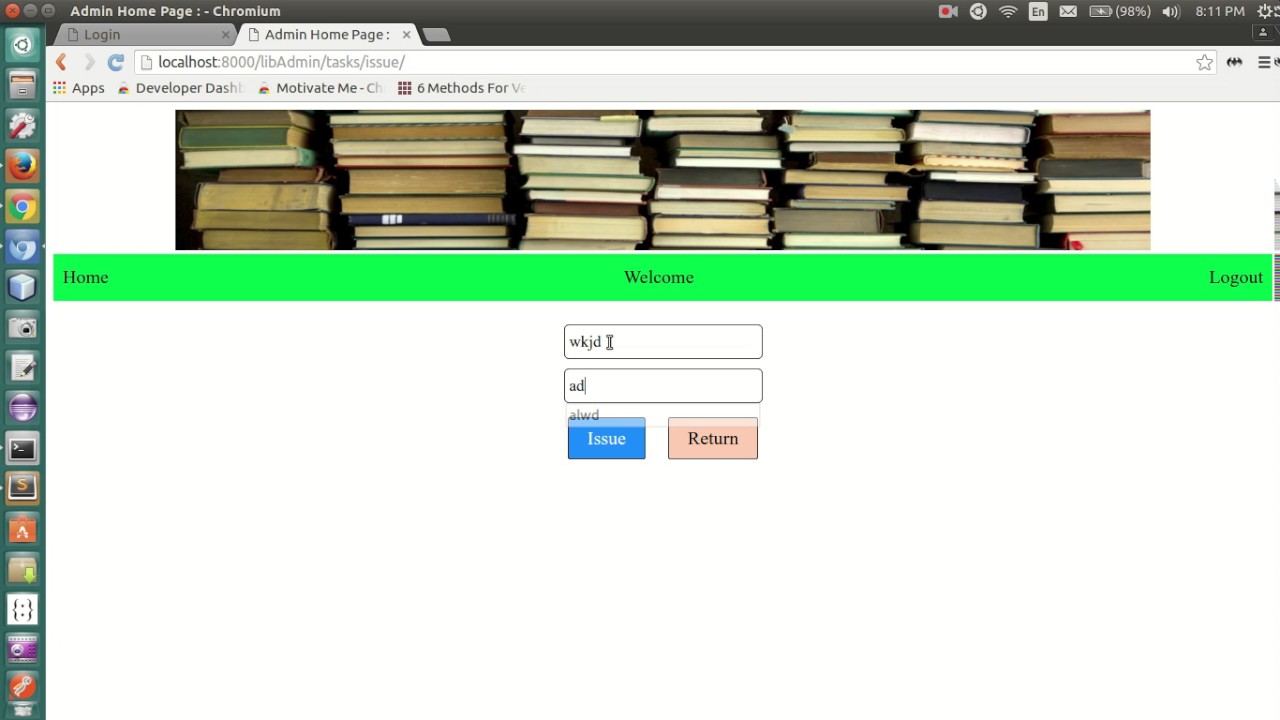 Admin Home Page : - Chromium
En
(98%)
8:11 PM
Login
Admin Home Page :
localhost:8000/libAdmin/tasks/issue/
Apps
Developer Dashb
Motivate Me - Ch
6 Methods For Ve
Home
Welcome
Logout
wkjd
ad
alwd
Issue
Return